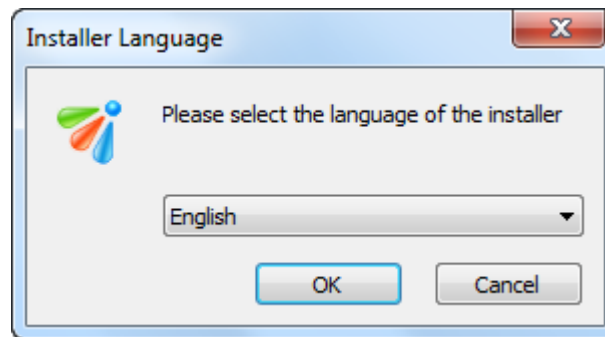 Installer Language
Please select the language of the installer
English
OK
Cancel